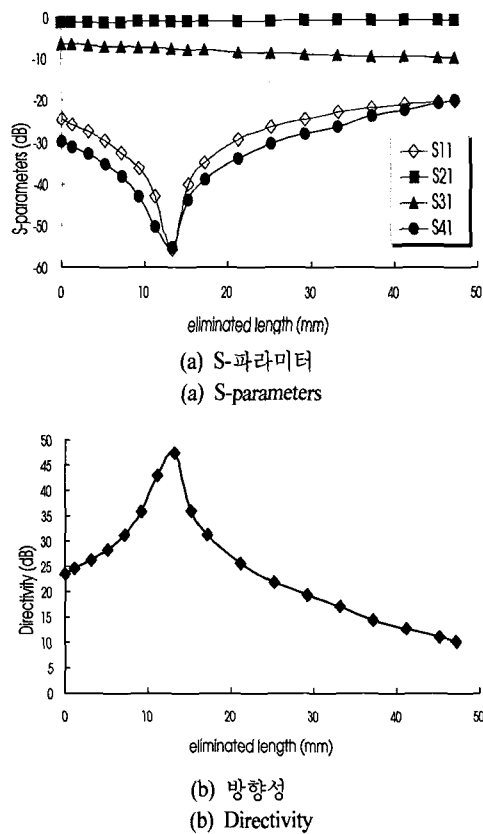 0
-10
-20
-30
-40
-50
-60
S-parameters (dB)
S11
S21
S31
S41
0 10 20 30 40 50
eliminated length (mm)
(a) S-파라미터
(a) S-parameters
50
45
40
35
30
25
20
15
10
5
0
Directivity (dB)
0 10 20 30 40 50
eliminated length (mm)
(b) 방향성
(b) Directivity